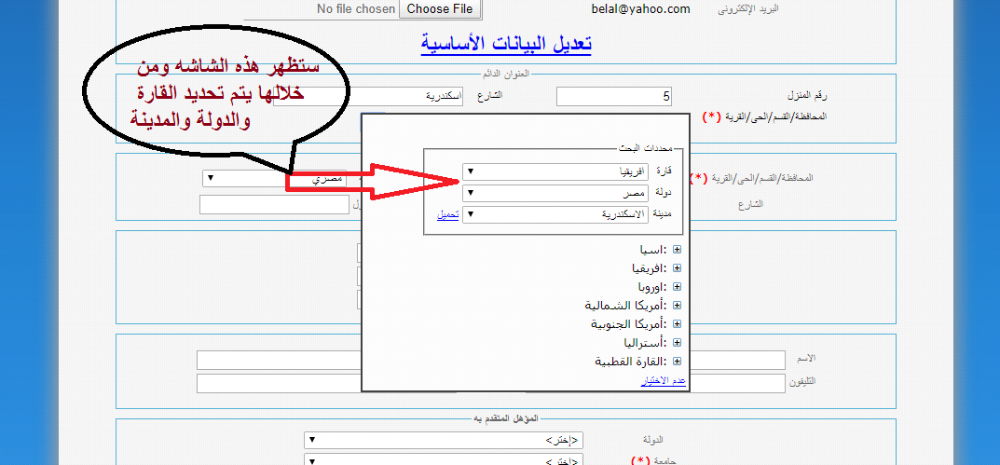 البريد الإلكترونى belal@yahoo.com Choose File No file chosen
تعديل البيانات الأساسية
ستظهر هذه الشاشه ومن
خلالها يتم تحديد القارة
والدولة والمدينة
العنوان الدائم
رقم المنزل 5 الشارع اسكندرية
المحافظة/القسم/الحى/القرية (*)
المحافظة/القسم/الحى/القرية (*) مصري
الشارع
محددات البحث
قارة افريقيا
دولة مصر
مدينة الاسكندرية تحميل
اسيا:
افريقيا:
اوروبا:
أمريكا الشمالية:
أمريكا الجنوبية:
أستراليا:
القارة القطبية:
عدم الاختيار
الاسم
التليفون
المؤهل المتقدم به
الدولة <إختر>
جامعة (*) <إختر>